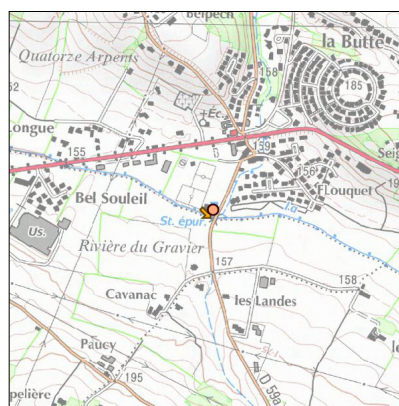 Belpech
la Butte
Quatorze Arpents
158
185
Éc.
Longue
155
159
156
Flouquet
Bel Souleil
St. épur.
Us.
Rivière du Gravier
157
158
Cavanac
les Landes
Paucy
195
D 59a